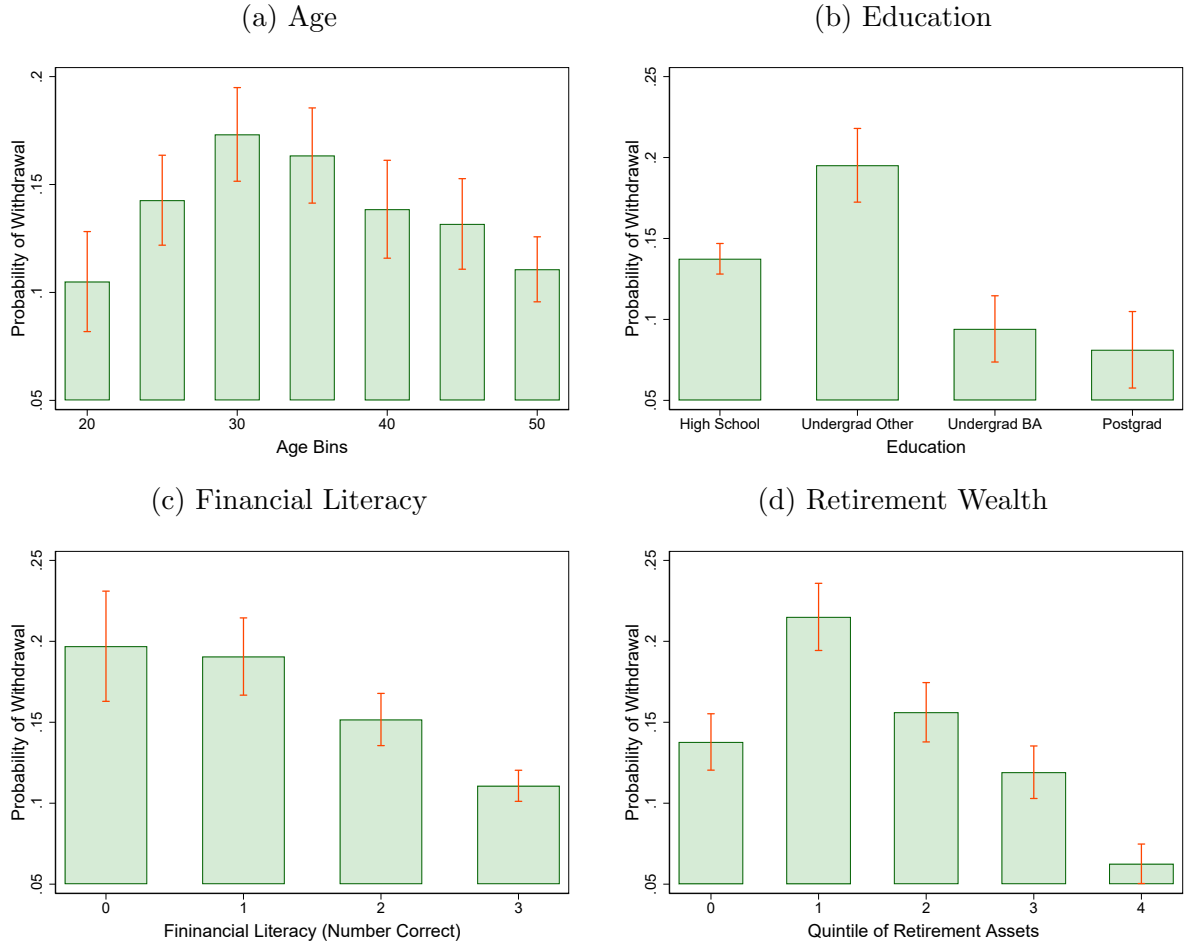 (a) Age
Probability of Withdrawal
.05 .1 .15 .2
20 30 40 50
Age Bins
(b) Education
Probability of Withdrawal
.05 .1 .15 .2 .25
High School Undergrad Other Undergrad BA Postgrad
Education
(c) Financial Literacy
Probability of Withdrawal
.05 .1 .15 .2 .25
0 1 2 3
Fininancial Literacy (Number Correct)
(d) Retirement Wealth
Probability of Withdrawal
.05 .1 .15 .2 .25
0 1 2 3 4
Quintile of Retirement Assets